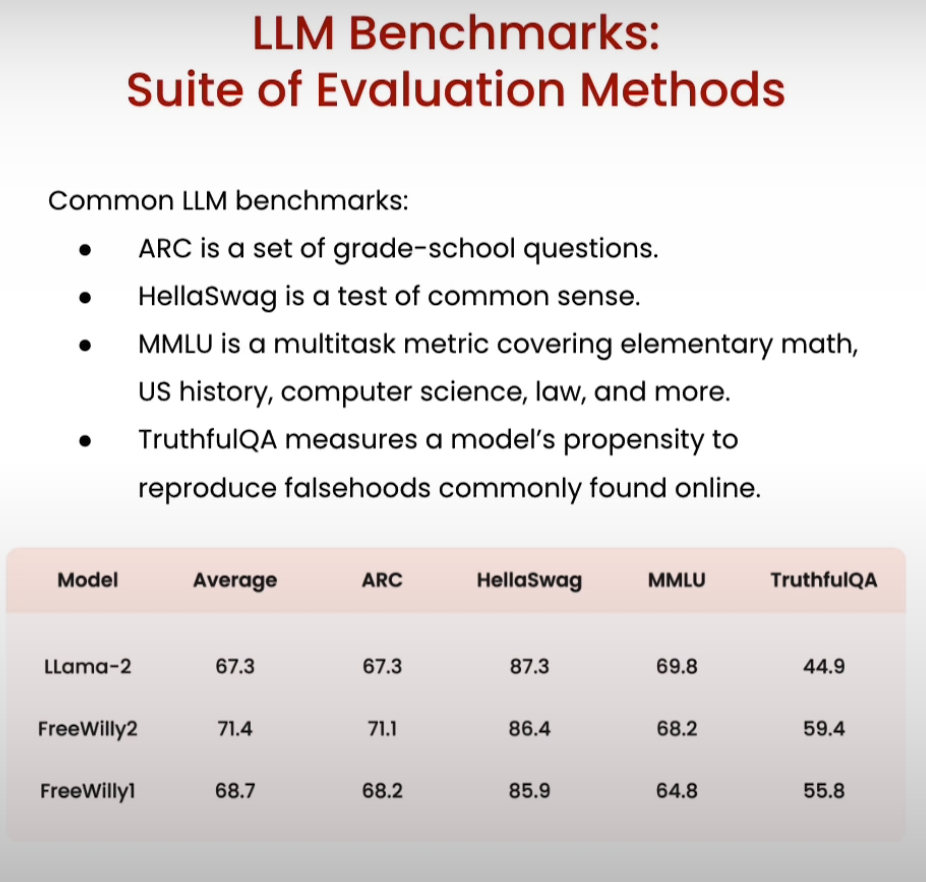 LLM Benchmarks:
Suite of Evaluation Methods
Common LLM benchmarks:
● ARC is a set of grade-school questions.
● HellaSwag is a test of common sense.
● MMLU is a multitask metric covering elementary math,
US history, computer science, law, and more.
● TruthfulQA measures a model's propensity to
reproduce falsehoods commonly found online.
Model Average ARC HellaSwag MMLU TruthfulQA
LLama-2 67.3 67.3 87.3 69.8 44.9
FreeWilly2 71.4 71.1 86.4 68.2 59.4
FreeWilly1 68.7 68.2 85.9 64.8 55.8